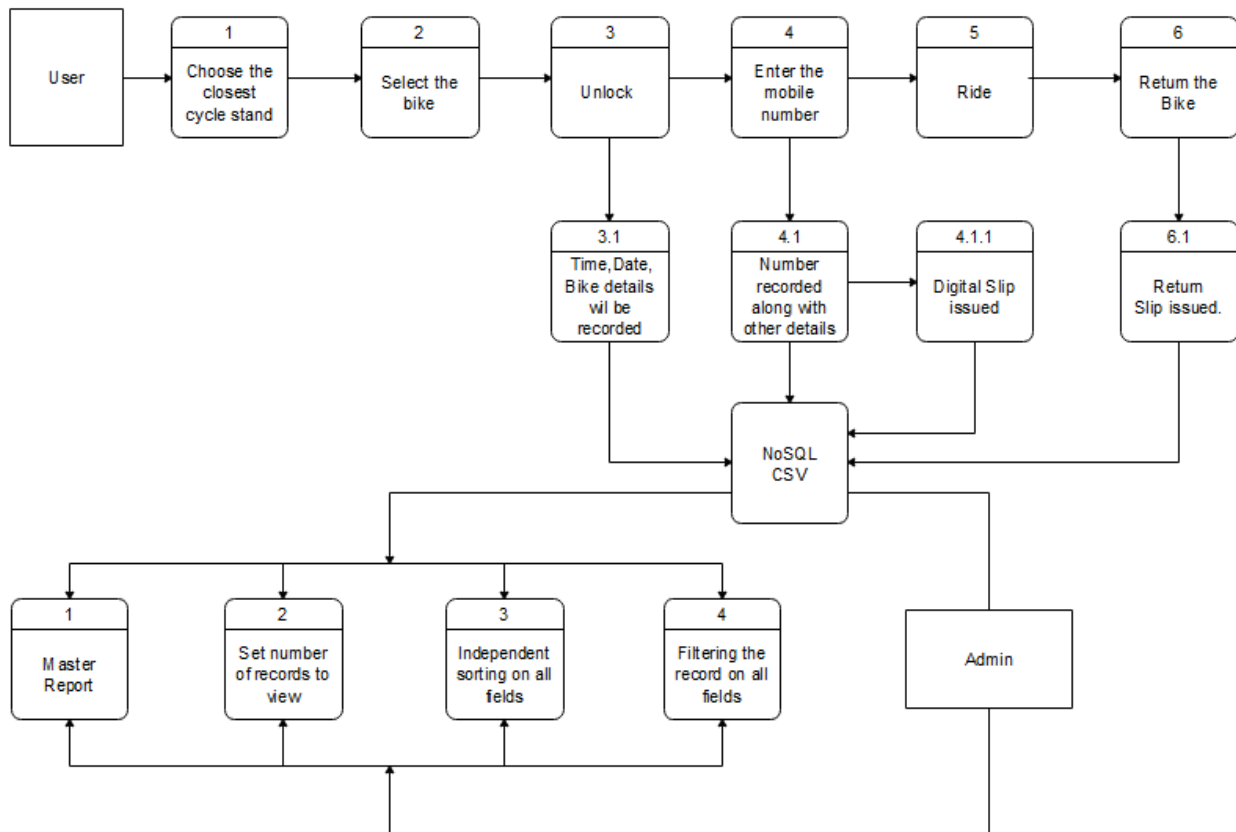 User
1
Choose the
closest
cycle stand
2
Select the
bike
3
Unlock
4
Enter the
mobile
number
5
Ride
6
Return the
Bike
3.1
Time,Date,
Bike details
wil be
recorded
4.1
Number
recorded
along with
other details
4.1.1
Digital Slip
issued
6.1
Return
Slip issued.
NoSQL
CSV
1
Master
Report
2
Set number
of records to
view
3
Independent
sorting on all
fields
4
Filtering the
record on all
fields
Admin